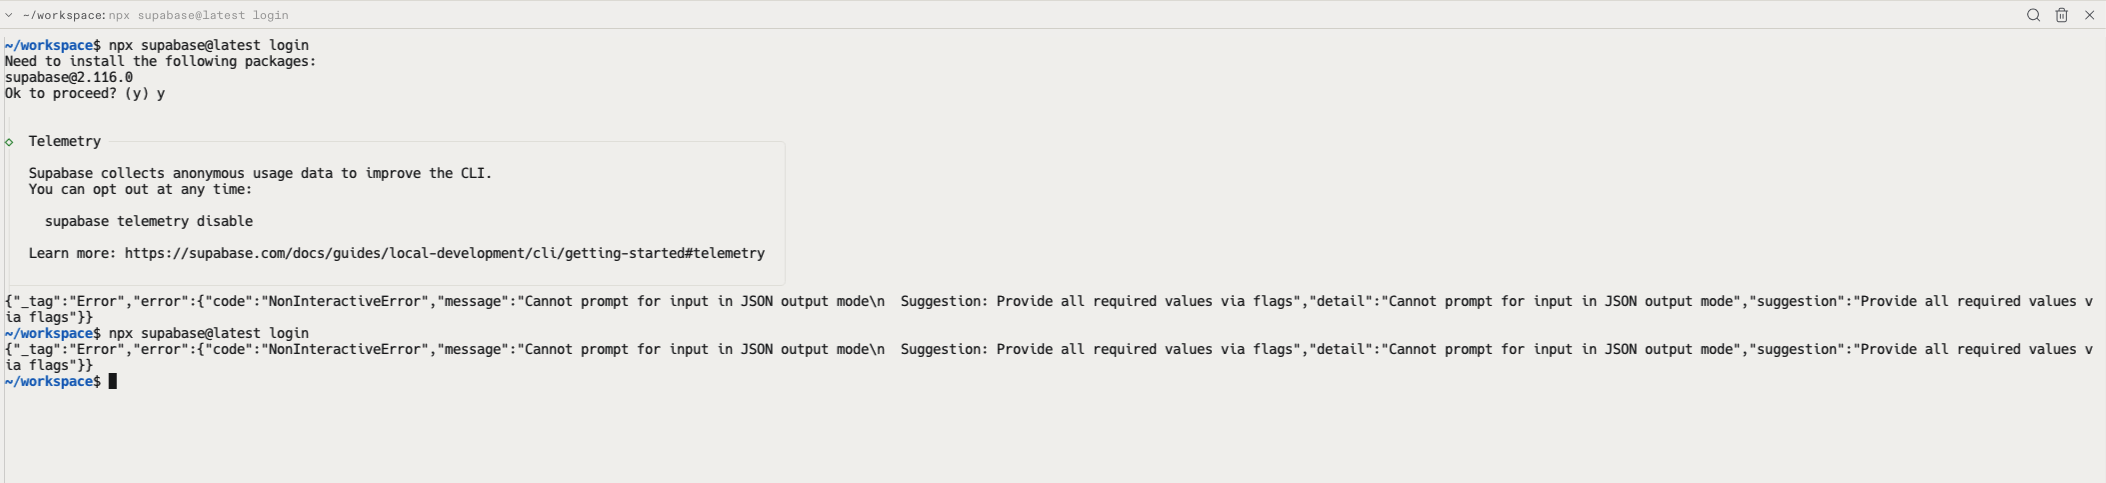 ~/workspace: npx supabase@latest login
~/workspace$ npx supabase@latest login
Need to install the following packages:
supabase@2.116.0
Ok to proceed? (y) y
Telemetry
Supabase collects anonymous usage data to improve the CLI.
You can opt out at any time:
supabase telemetry disable
Learn more: https://supabase.com/docs/guides/local-development/cli/getting-started#telemetry
{"_tag":"Error","error":{"code":"NonInteractiveError","message":"Cannot prompt for input in JSON output mode\n  Suggestion: Provide all required values via flags","detail":"Cannot prompt for input in JSON output mode","suggestion":"Provide all required values v
ia flags"}}
~/workspace$ npx supabase@latest login
{"_tag":"Error","error":{"code":"NonInteractiveError","message":"Cannot prompt for input in JSON output mode\n  Suggestion: Provide all required values via flags","detail":"Cannot prompt for input in JSON output mode","suggestion":"Provide all required values v
ia flags"}}
~/workspace$